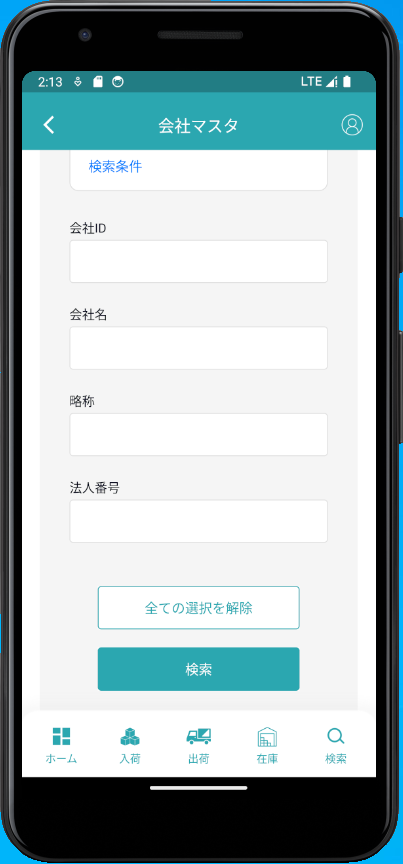 2:13
LTE
会社マスタ
検索条件
会社ID
会社名
略称
法人番号
全ての選択を解除
検索
ホーム 入荷 出荷 在庫 検索